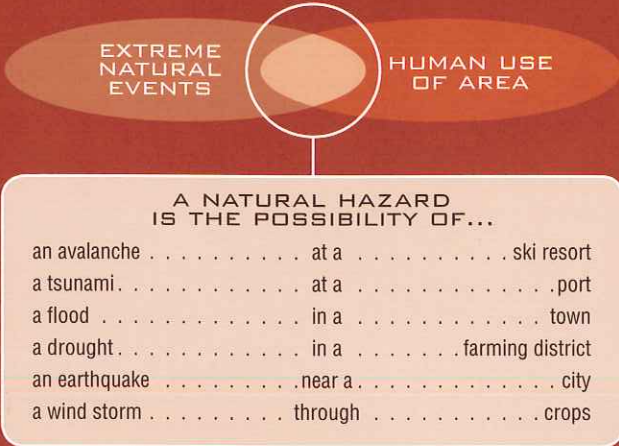 EXTREME
NATURAL
EVENTS
HUMAN USE
OF AREA
A NATURAL HAZARD
IS THE POSSIBILITY OF...
an avalanche . . . . . . . . . . . . at a . . . . . . . . . . . ski resort
a tsunami . . . . . . . . . . . . . . at a . . . . . . . . . . . . . . port
a flood . . . . . . . . . . . . . . . in a . . . . . . . . . . . . . town
a drought . . . . . . . . . . . . . . in a . . . . . . . . farming district
an earthquake . . . . . . . . . . near a . . . . . . . . . . . . . . city
a wind storm . . . . . . . . . through . . . . . . . . . . . . crops